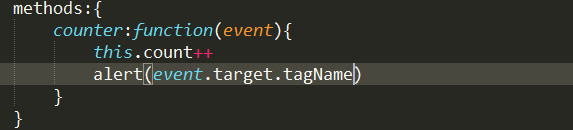 methods:{
counter:function(event){
this.count++
alert(event.target.tagName)
}
}